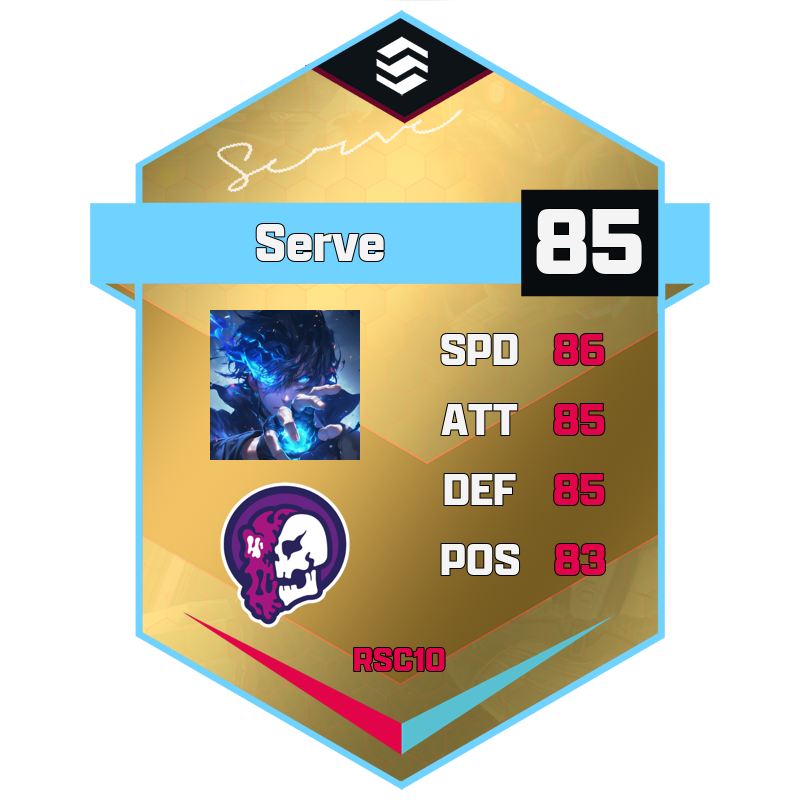 Serve
Serve 85
SPD 86
ATT 85
DEF 85
POS 83
RSC10